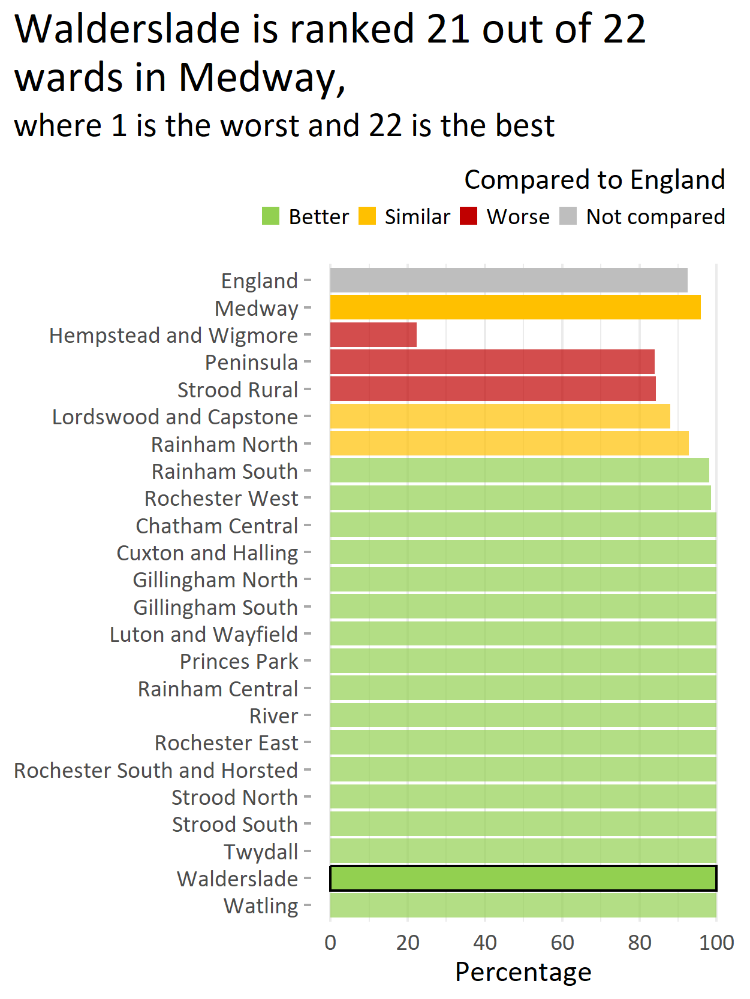 Walderslade is ranked 21 out of 22
wards in Medway,
where 1 is the worst and 22 is the best
Compared to England
Better Similar Worse Not compared
England
Medway
Hempstead and Wigmore
Peninsula
Strood Rural
Lordswood and Capstone
Rainham North
Rainham South
Rochester West
Chatham Central
Cuxton and Halling
Gillingham North
Gillingham South
Luton and Wayfield
Princes Park
Rainham Central
River
Rochester East
Rochester South and Horsted
Strood North
Strood South
Twydall
Walderslade
Watling
0 20 40 60 80 100
Percentage